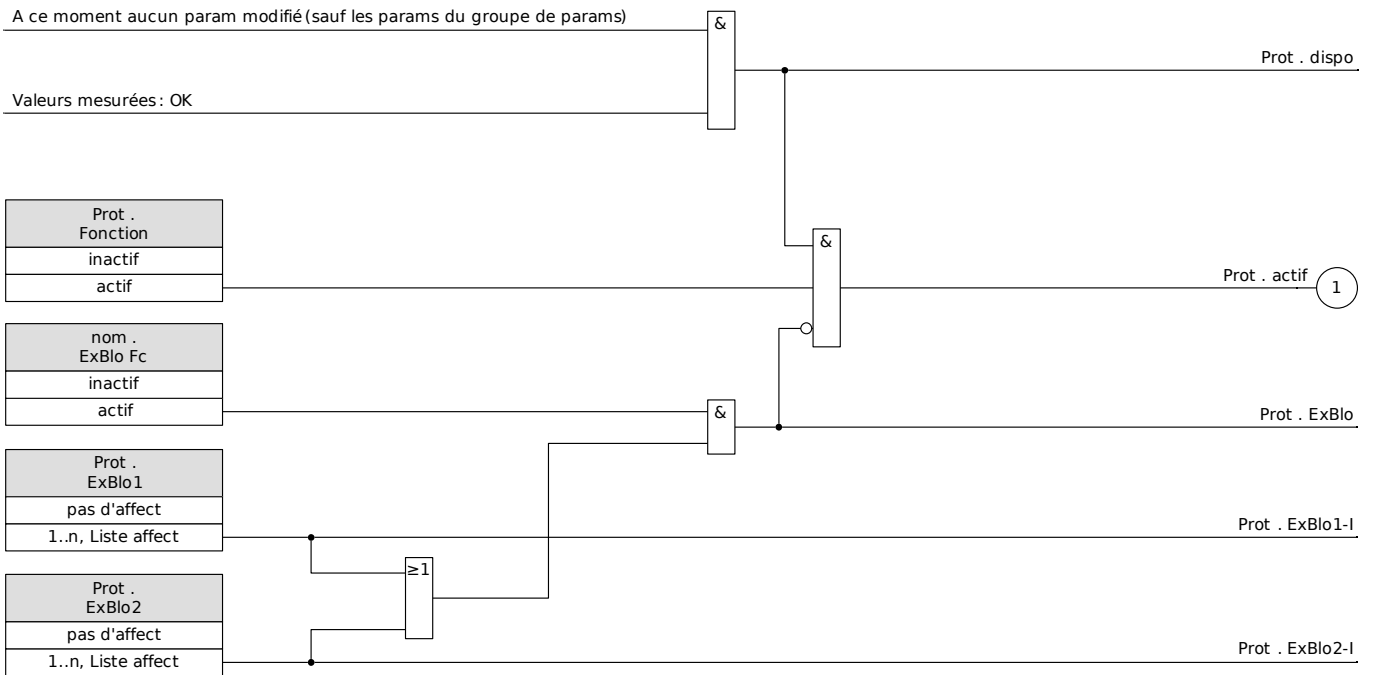 A ce moment aucun param modifié (sauf les params du groupe de params)
&
Prot . dispo
Valeurs mesurées : OK
Prot .
Fonction
inactif
actif
&
Prot . actif
1
nom .
ExBlo Fc
inactif
actif
&
Prot . ExBlo
Prot .
ExBlo1
pas d'affect
1..n, Liste affect
Prot . ExBlo1-I
≥1
Prot .
ExBlo2
pas d'affect
1..n, Liste affect
Prot . ExBlo2-I